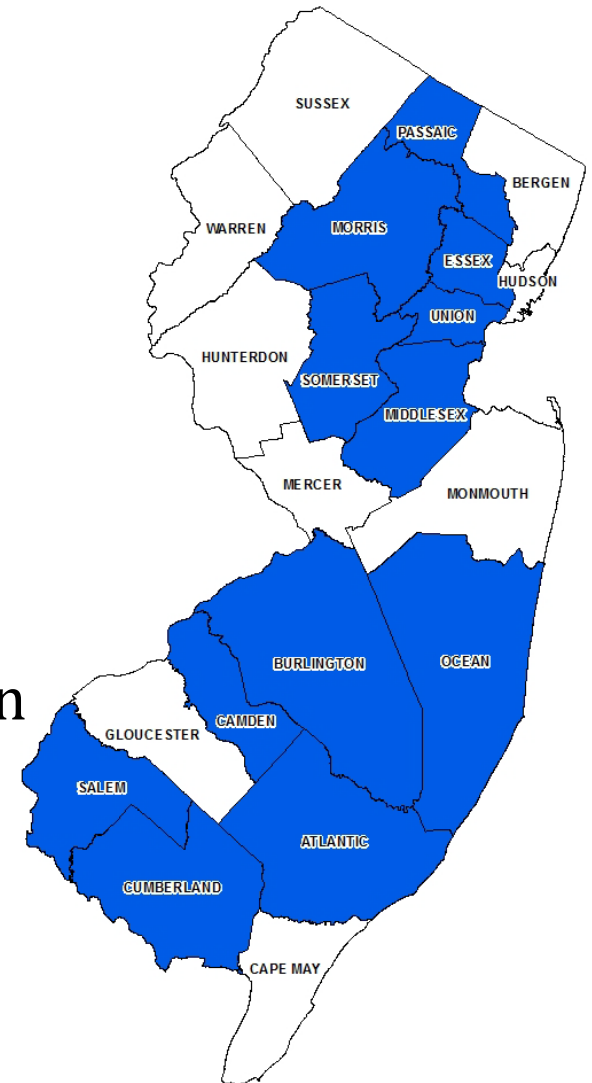 SUSSEX
PASSAIC
BERGEN
WARREN
MORRIS
ESSEX
HUDSON
UNION
HUNTERDON
SOMERSET
MIDDLESEX
MERCER
MONMOUTH
BURLINGTON
OCEAN
n
CAMDEN
GLOUCESTER
SALEM
ATLANTIC
CUMBERLAND
CAPE MAY